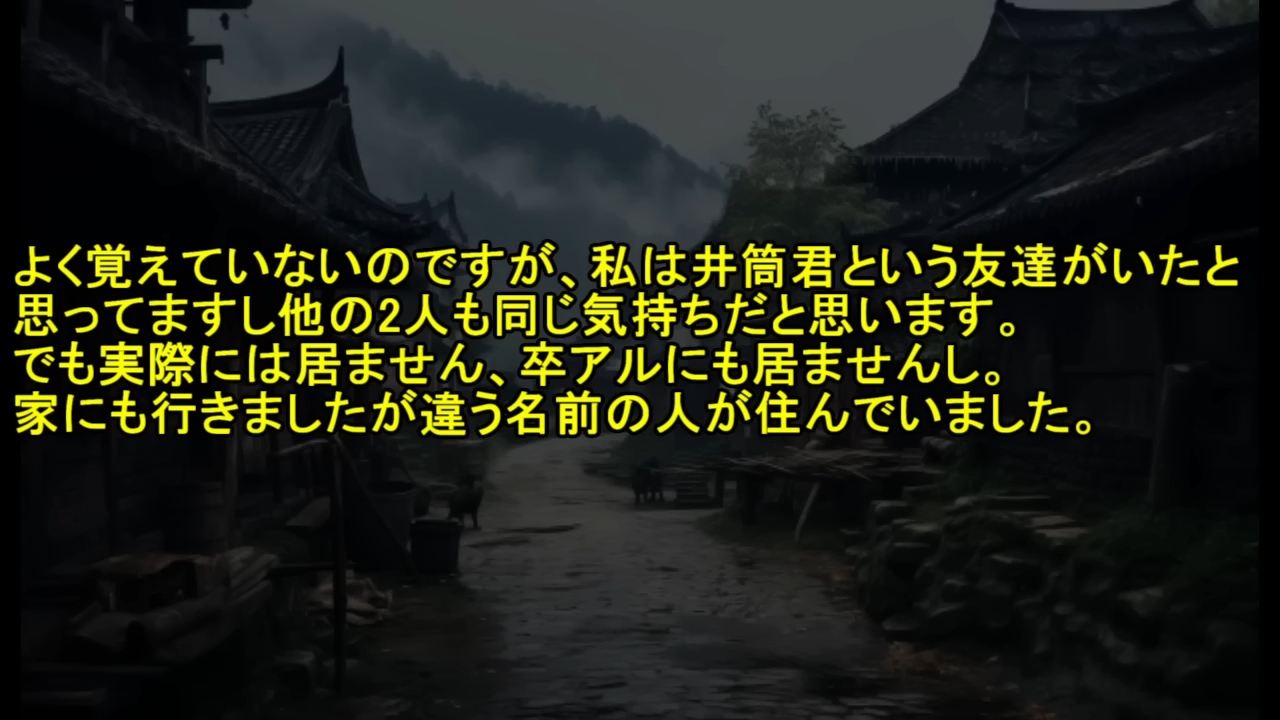 よく覚えていないのですが、私は井筒君という友達がいたと
思ってますし他の2人も同じ気持ちだと思います。
でも実際には居ません、卒アルにも居ませんし。
家にも行きましたが違う名前の人が住んでいました。